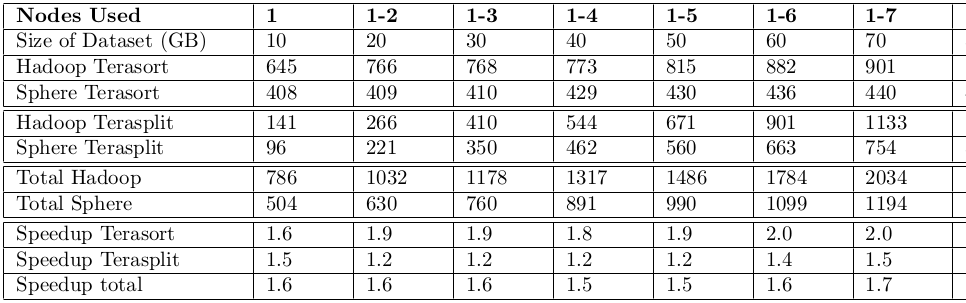 Nodes Used 1 1-2 1-3 1-4 1-5 1-6 1-7
Size of Dataset (GB) 10 20 30 40 50 60 70
Hadoop Terasort 645 766 768 773 815 882 901
Sphere Terasort 408 409 410 429 430 436 440
Hadoop Terasplit 141 266 410 544 671 901 1133
Sphere Terasplit 96 221 350 462 560 663 754
Total Hadoop 786 1032 1178 1317 1486 1784 2034
Total Sphere 504 630 760 891 990 1099 1194
Speedup Terasort 1.6 1.9 1.9 1.8 1.9 2.0 2.0
Speedup Terasplit 1.5 1.2 1.2 1.2 1.2 1.4 1.5
Speedup total 1.6 1.6 1.6 1.5 1.5 1.6 1.7